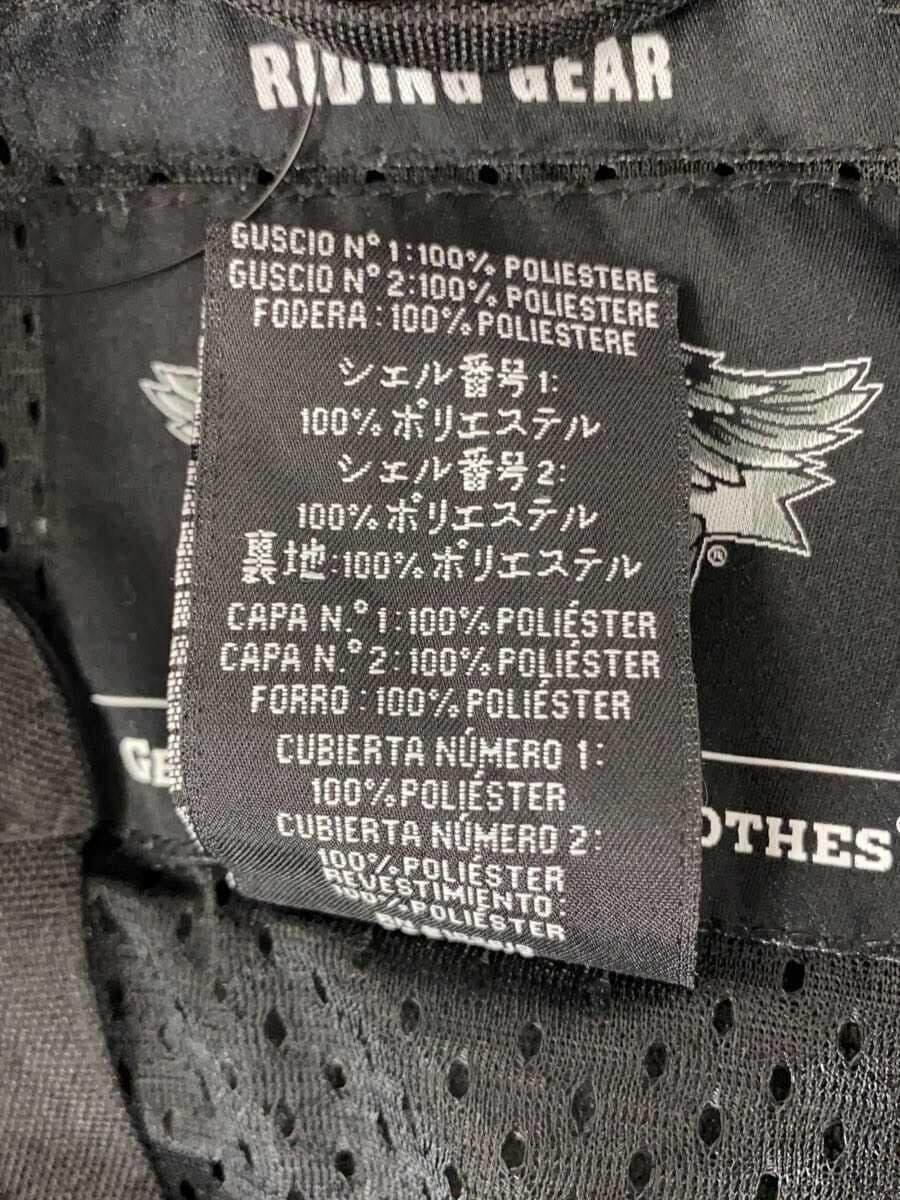 RIDING GEAR
GUSCIO Nº 1:100% POLIESTERE
GUSCIO Nº 2:100% POLIESTERE
FODERA:100% POLIESTERE
シェル番号1:
100%ポリエステル
シェル番号2:
100%ポリエステル
裏地:100%ポリエステル
CAPA N.º 1:100% POLIÉSTER
CAPA N.º 2:100% POLIÉSTER
FORRO:100% POLIÉSTER
CUBIERTA NÚMERO 1:
100% POLIÉSTER
CUBIERTA NÚMERO 2:
100% POLIÉSTER
REVESTIMIENTO:
100% POLIÉSTER
®